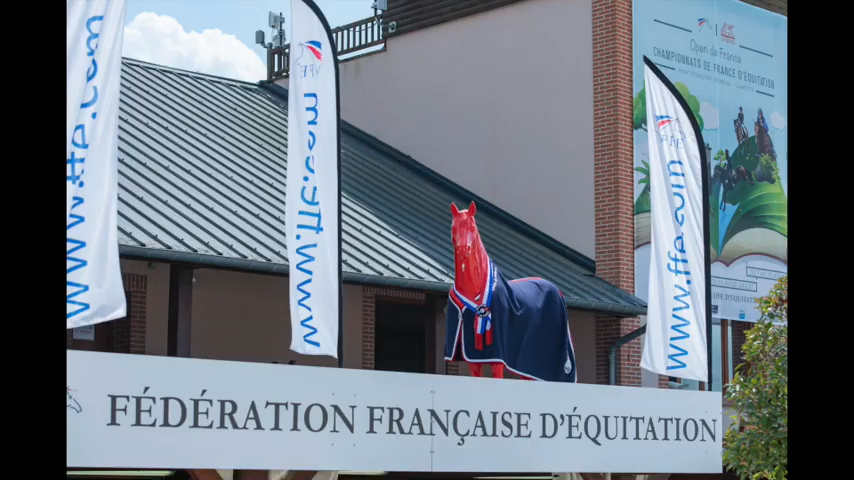 www.ffe.com
www.ffe.com
www.ffe.com
FFE
Open de France
CHAMPIONNATS DE FRANCE D'ÉQUITATION
FÉDÉRATION FRANÇAISE D'ÉQUITATION